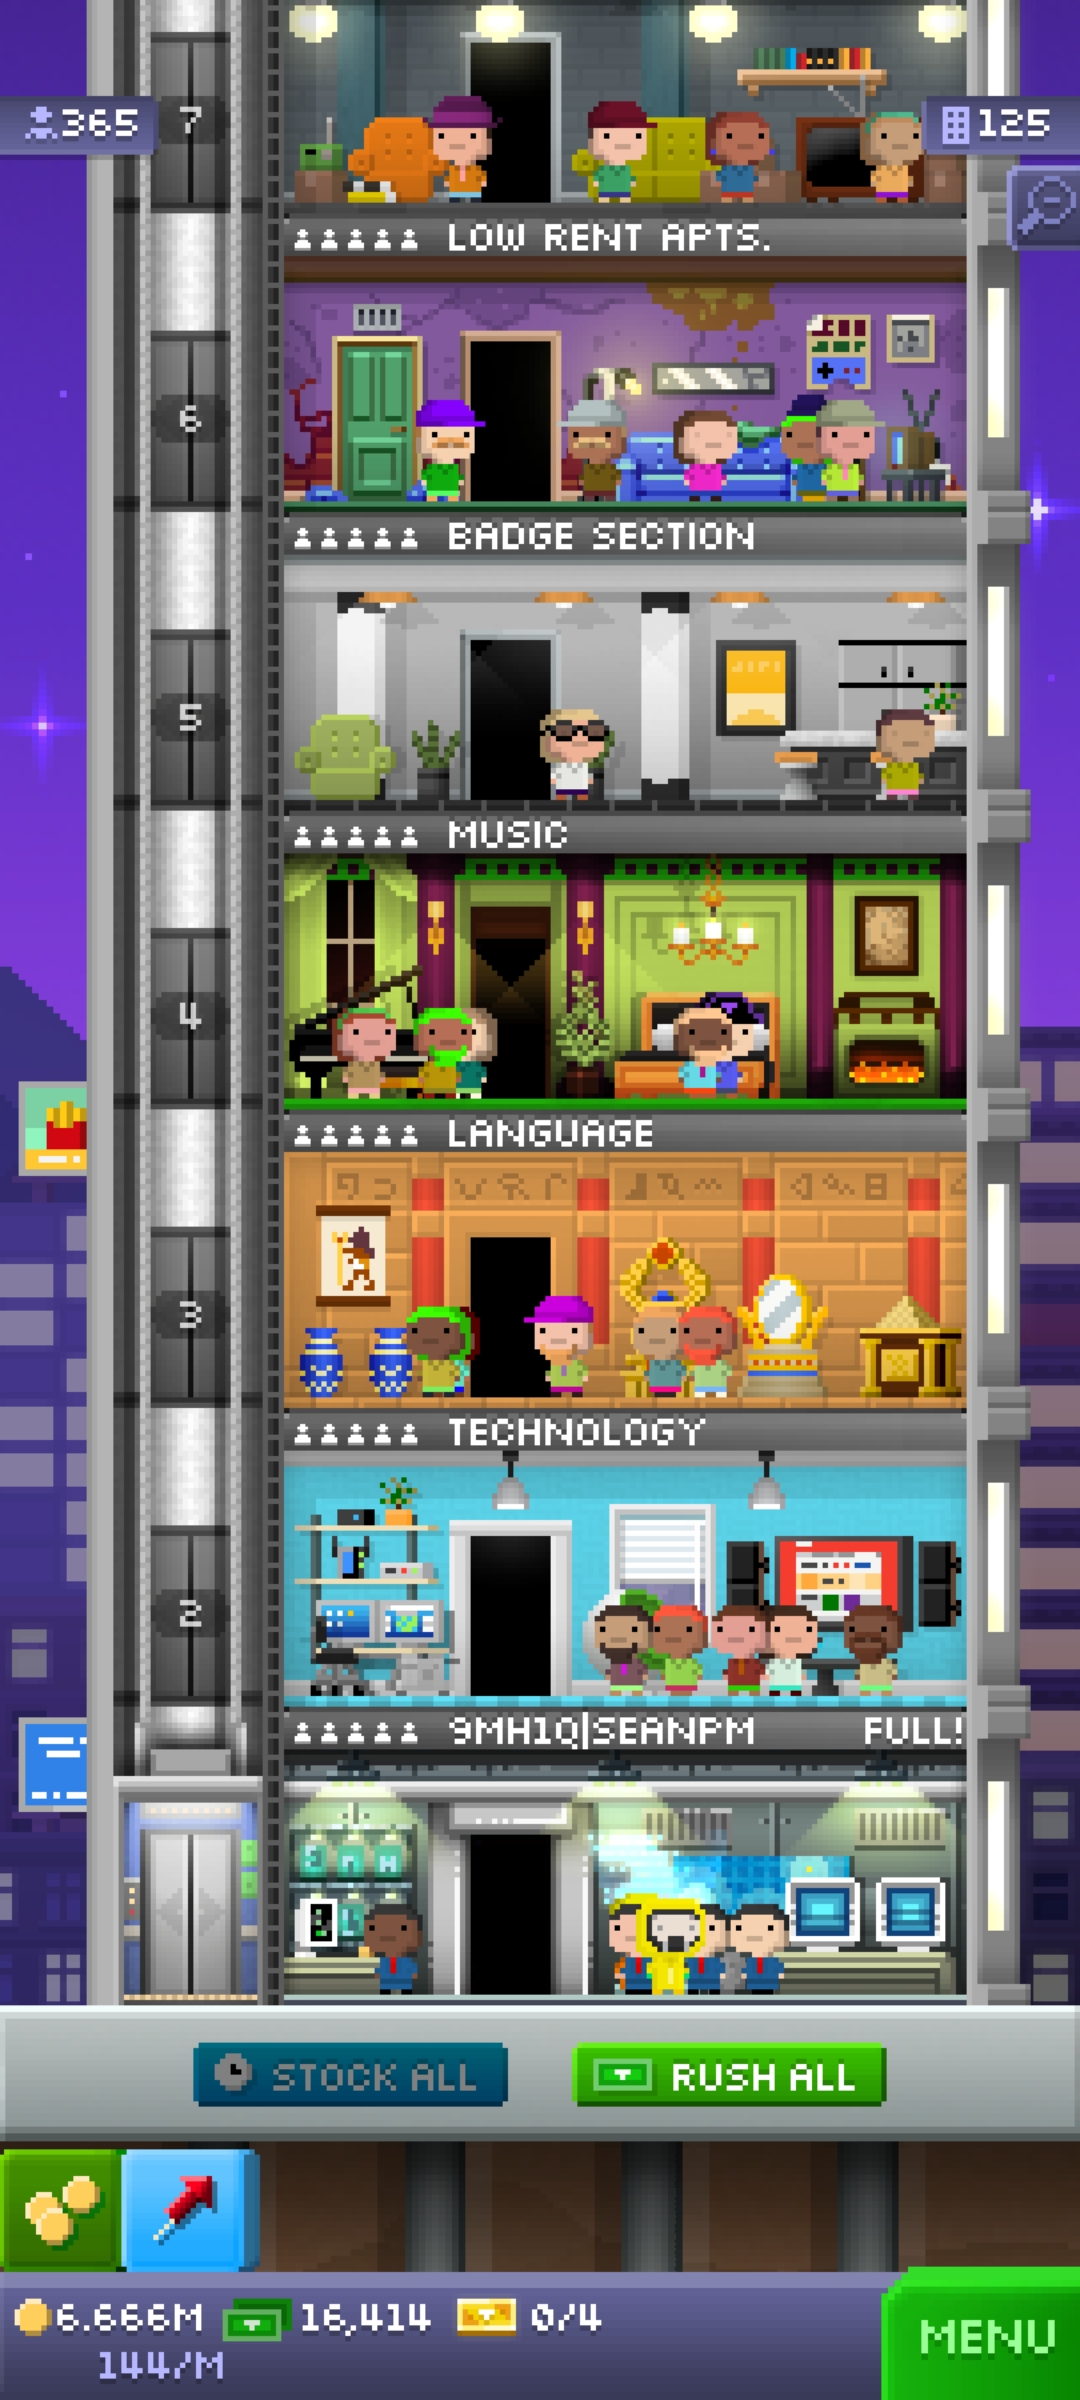 365
7
125
LOW RENT APTS.
6
BADGE SECTION
5
MUSIC
4
LANGUAGE
3
TECHNOLOGY
2
9MH1Q|SEANPM FULL!
STOCK ALL
RUSH ALL
6.666M 16,414 0/4
144/M
MENU